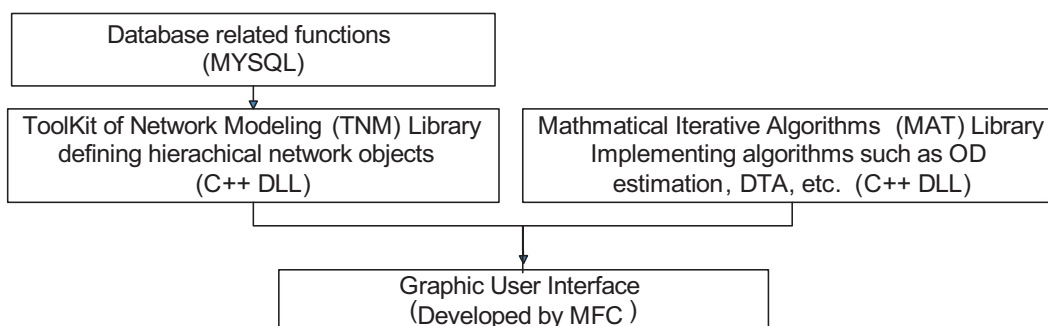 Database related functions
(MYSQL)
ToolKit of Network Modeling (TNM) Library
defining hierachical network objects
(C++ DLL)
Mathmatical Iterative Algorithms (MAT) Library
Implementing algorithms such as OD
estimation, DTA, etc. (C++ DLL)
Graphic User Interface
(Developed by MFC)